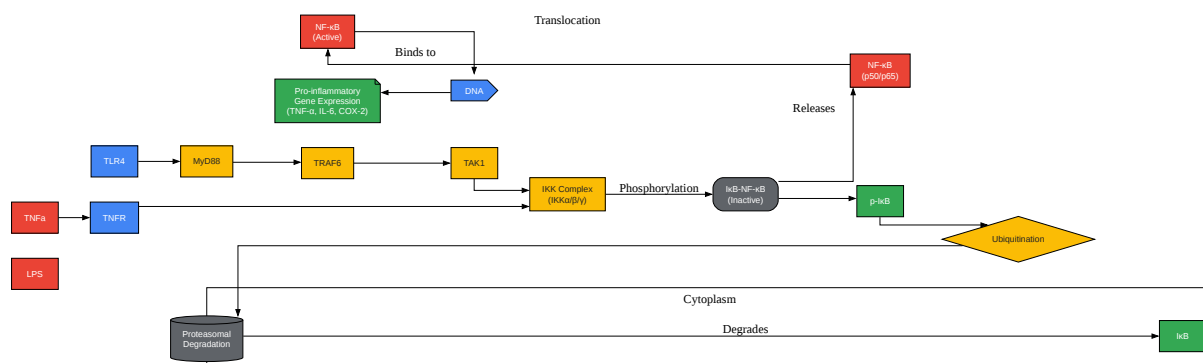 Translocation
NF-κB
(Active)
Binds to
NF-κB
(p50/p65)
Pro-inflammatory
Gene Expression
(TNF-α, IL-6, COX-2)
DNA
Releases
TLR4
MyD88
TRAF6
TAK1
IKK Complex
(IKKα/β/γ)
Phosphorylation
IκB-NF-κB
(Inactive)
p-IκB
TNFa
TNFR
Ubiquitination
LPS
Cytoplasm
Proteasomal
Degradation
Degrades
IκB